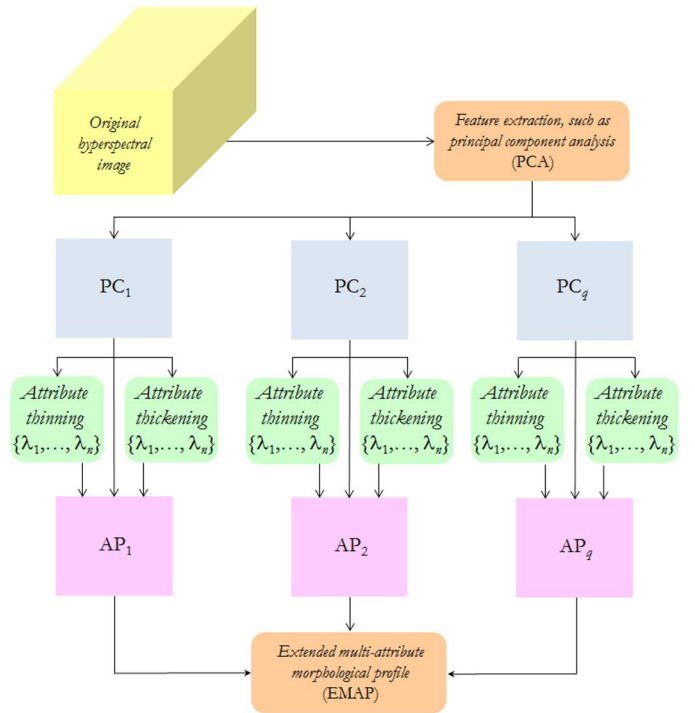 Original
hyperspectral
image
Feature extraction, such as
principal component analysis
(PCA)
PC₁
PC₂
PC_q
Attribute
thinning
{λ₁,..., λₙ}
Attribute
thickening
{λ₁,..., λₙ}
Attribute
thinning
{λ₁,..., λₙ}
Attribute
thickening
{λ₁,..., λₙ}
Attribute
thinning
{λ₁,..., λₙ}
Attribute
thickening
{λ₁,..., λₙ}
AP₁
AP₂
AP_q
Extended multi-attribute
morphological profile
(EMAP)